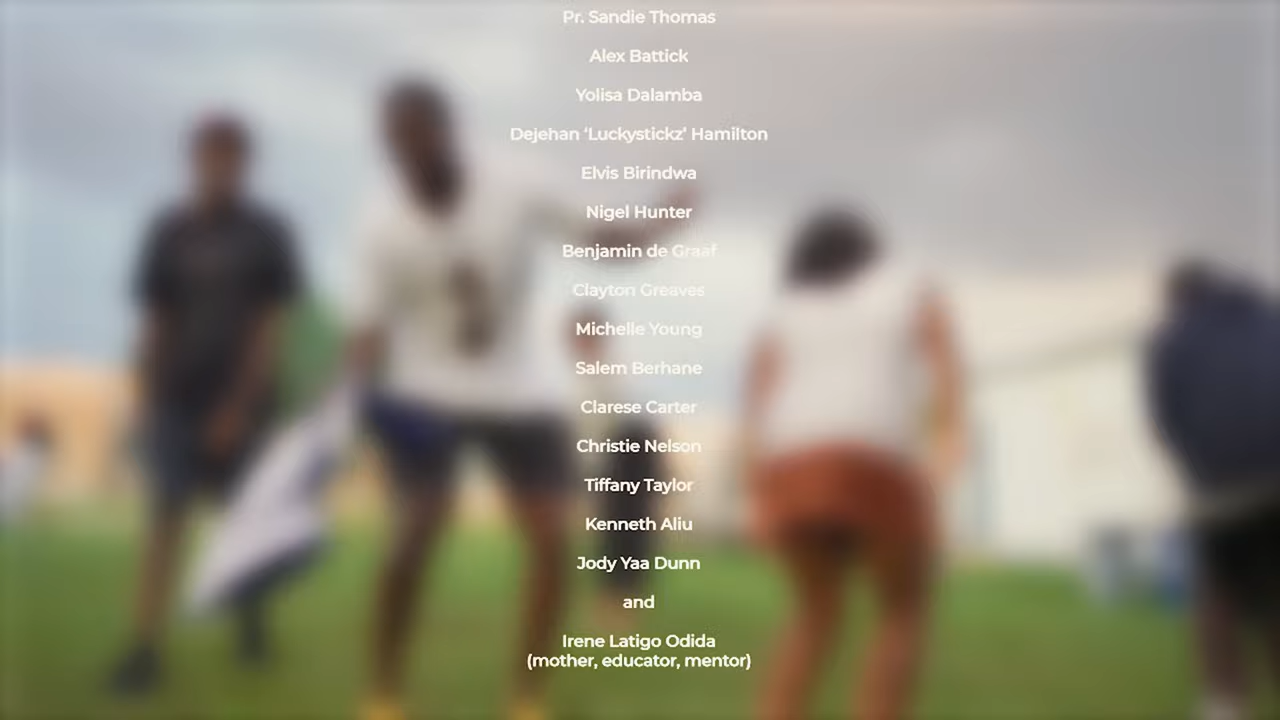 Pr. Sandie Thomas
Alex Battick
Yolisa Dalamba
Dejehan ‘Luckystickz’ Hamilton
Elvis Birindwa
Nigel Hunter
Benjamin de Graaf
Clayton Greaves
Michelle Young
Salem Berhane
Clarese Carter
Christie Nelson
Tiffany Taylor
Kenneth Aliu
Jody Yaa Dunn
and
Irene Latigo Odida
(mother, educator, mentor)